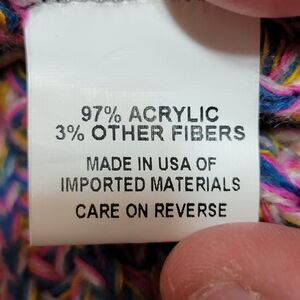 97% ACRYLIC
3% OTHER FIBERS
MADE IN USA OF
IMPORTED MATERIALS
CARE ON REVERSE